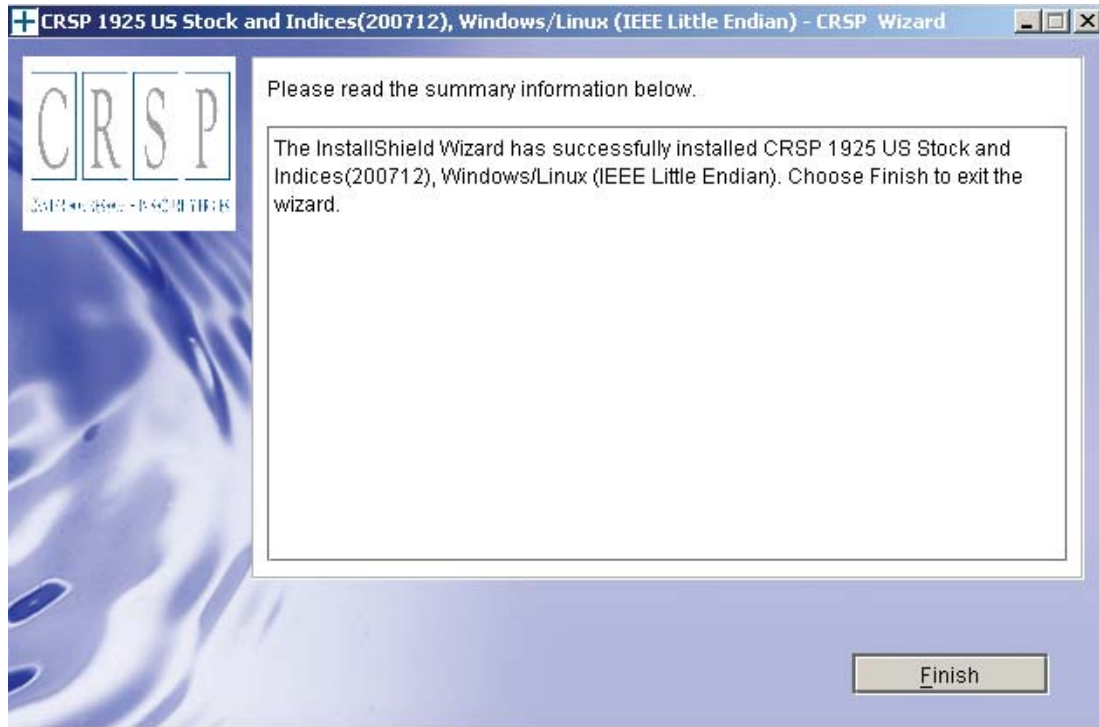 CRSP 1925 US Stock and Indices(200712), Windows/Linux (IEEE Little Endian) - CRSP Wizard
CRSP
Please read the summary information below.
The InstallShield Wizard has successfully installed CRSP 1925 US Stock and
Indices(200712), Windows/Linux (IEEE Little Endian). Choose Finish to exit the
wizard.
Finish